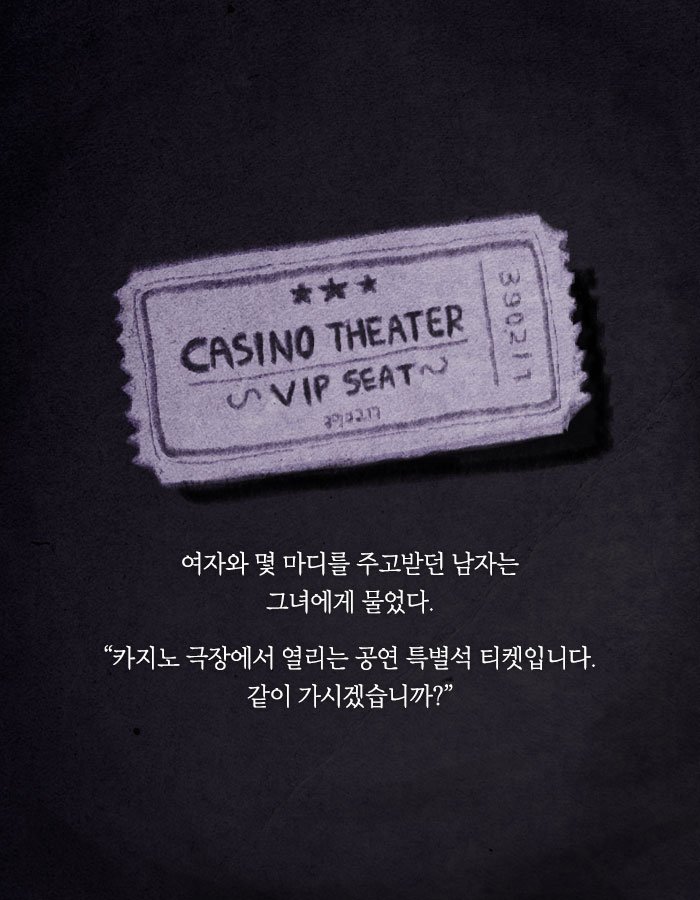 CASINO THEATER
VIP SEAT
390217
390217
여자와 몇 마디를 주고받던 남자는
그녀에게 물었다.
“카지노 극장에서 열리는 공연 특별석 티켓입니다.
같이 가시겠습니까?”